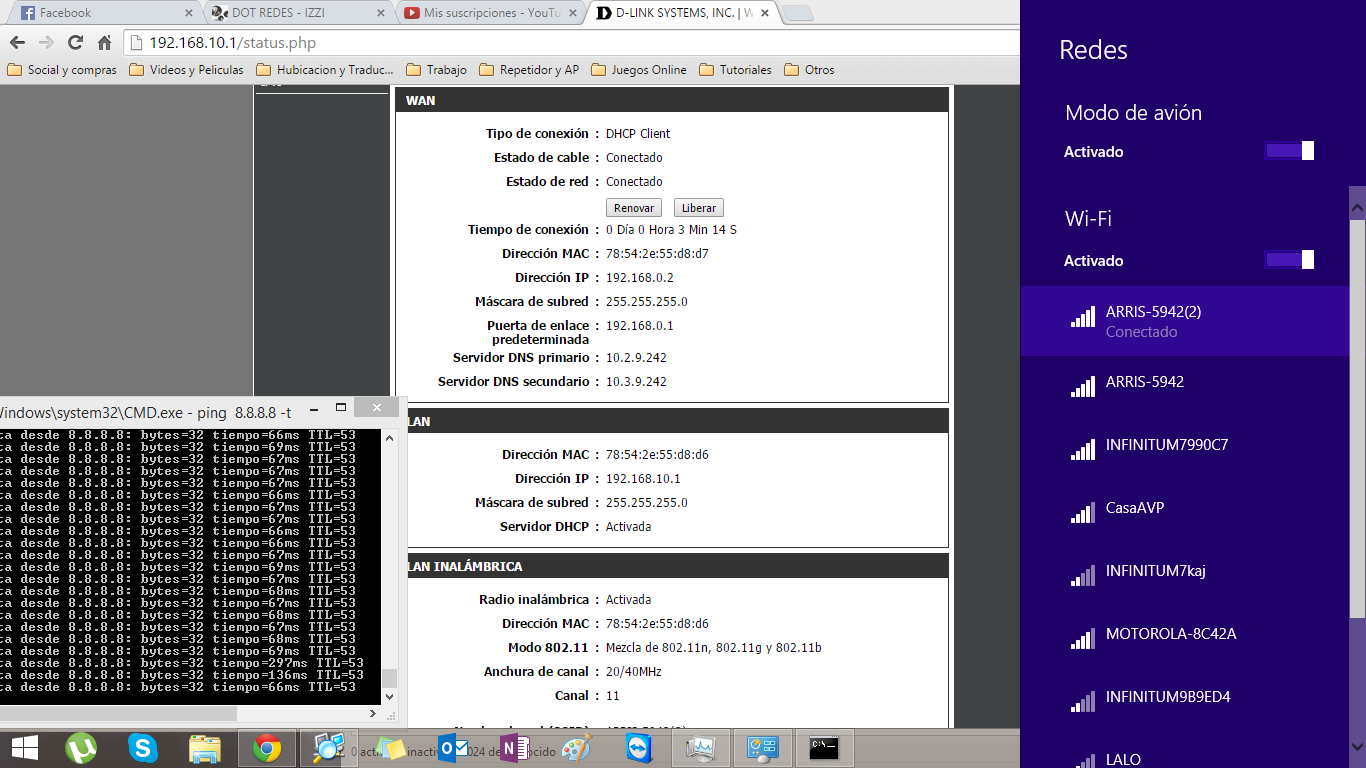 Facebook
DOT REDES - IZZI
Mis suscripciones - YouTu
D-LINK SYSTEMS, INC. | W
192.168.10.1/status.php
Social y compras
Videos y Peliculas
Hubicacion y Traduc...
Trabajo
Repetidor y AP
Juegos Online
Tutoriales
Otros
WAN
Tipo de conexión : DHCP Client
Estado de cable : Conectado
Estado de red : Conectado
Renovar Liberar
Tiempo de conexión : 0 Día 0 Hora 3 Min 14 S
Dirección MAC : 78:54:2e:55:d8:d7
Dirección IP : 192.168.0.2
Máscara de subred : 255.255.255.0
Puerta de enlace : 192.168.0.1
predeterminada
Servidor DNS primario : 10.2.9.242
Servidor DNS secundario : 10.3.9.242
LAN
Dirección MAC : 78:54:2e:55:d8:d6
Dirección IP : 192.168.10.1
Máscara de subred : 255.255.255.0
Servidor DHCP : Activada
LAN INALÁMBRICA
Radio inalámbrica : Activada
Dirección MAC : 78:54:2e:55:d8:d6
Modo 802.11 : Mezcla de 802.11n, 802.11g y 802.11b
Anchura de canal : 20/40MHz
Canal : 11
Windows\system32\CMD.exe - ping 8.8.8.8 -t
ta desde 8.8.8.8: bytes=32 tiempo=66ms TTL=53
ta desde 8.8.8.8: bytes=32 tiempo=69ms TTL=53
ta desde 8.8.8.8: bytes=32 tiempo=67ms TTL=53
ta desde 8.8.8.8: bytes=32 tiempo=67ms TTL=53
ta desde 8.8.8.8: bytes=32 tiempo=67ms TTL=53
ta desde 8.8.8.8: bytes=32 tiempo=66ms TTL=53
ta desde 8.8.8.8: bytes=32 tiempo=67ms TTL=53
ta desde 8.8.8.8: bytes=32 tiempo=67ms TTL=53
ta desde 8.8.8.8: bytes=32 tiempo=66ms TTL=53
ta desde 8.8.8.8: bytes=32 tiempo=66ms TTL=53
ta desde 8.8.8.8: bytes=32 tiempo=67ms TTL=53
ta desde 8.8.8.8: bytes=32 tiempo=69ms TTL=53
ta desde 8.8.8.8: bytes=32 tiempo=67ms TTL=53
ta desde 8.8.8.8: bytes=32 tiempo=68ms TTL=53
ta desde 8.8.8.8: bytes=32 tiempo=67ms TTL=53
ta desde 8.8.8.8: bytes=32 tiempo=68ms TTL=53
ta desde 8.8.8.8: bytes=32 tiempo=67ms TTL=53
ta desde 8.8.8.8: bytes=32 tiempo=68ms TTL=53
ta desde 8.8.8.8: bytes=32 tiempo=69ms TTL=53
ta desde 8.8.8.8: bytes=32 tiempo=297ms TTL=53
ta desde 8.8.8.8: bytes=32 tiempo=136ms TTL=53
ta desde 8.8.8.8: bytes=32 tiempo=66ms TTL=53
Redes
Modo de avión
Activado
Wi-Fi
Activado
ARRIS-5942(2)
Conectado
ARRIS-5942
INFINITUM7990C7
CasaAVP
INFINITUM7kaj
MOTOROLA-8C42A
INFINITUM9B9ED4
LALO